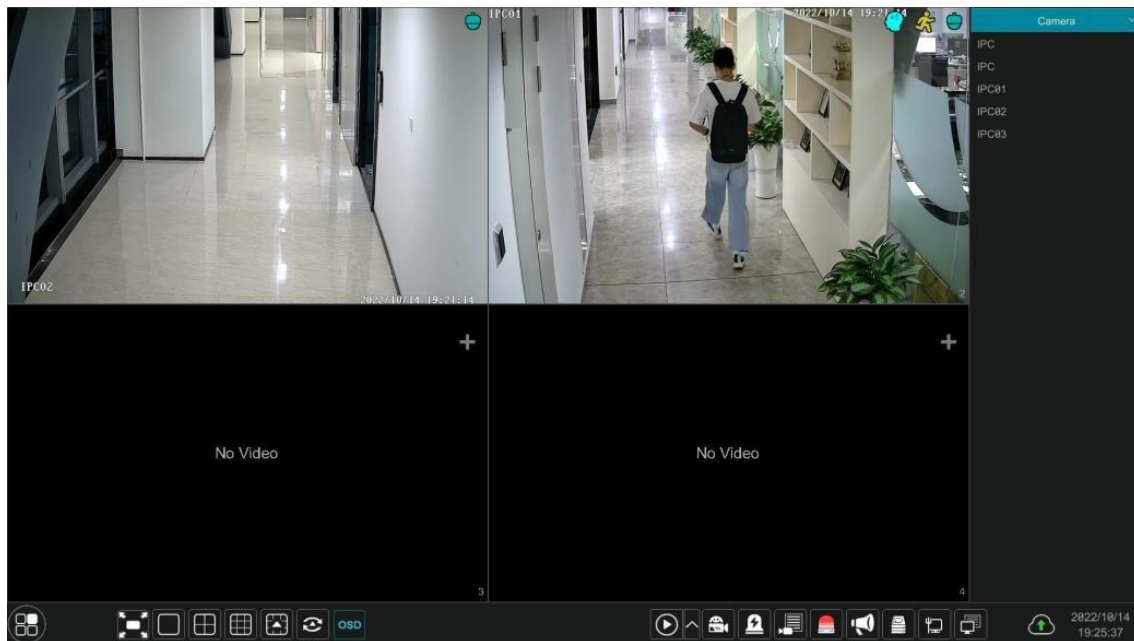 IPC01
2022/10/14 19:21:14
Camera
IPC
IPC
IPC01
IPC02
IPC03
IPC02
2022/10/14 19:21:14
2
No Video
No Video
3
4
OSD
2022/10/14
19:25:37